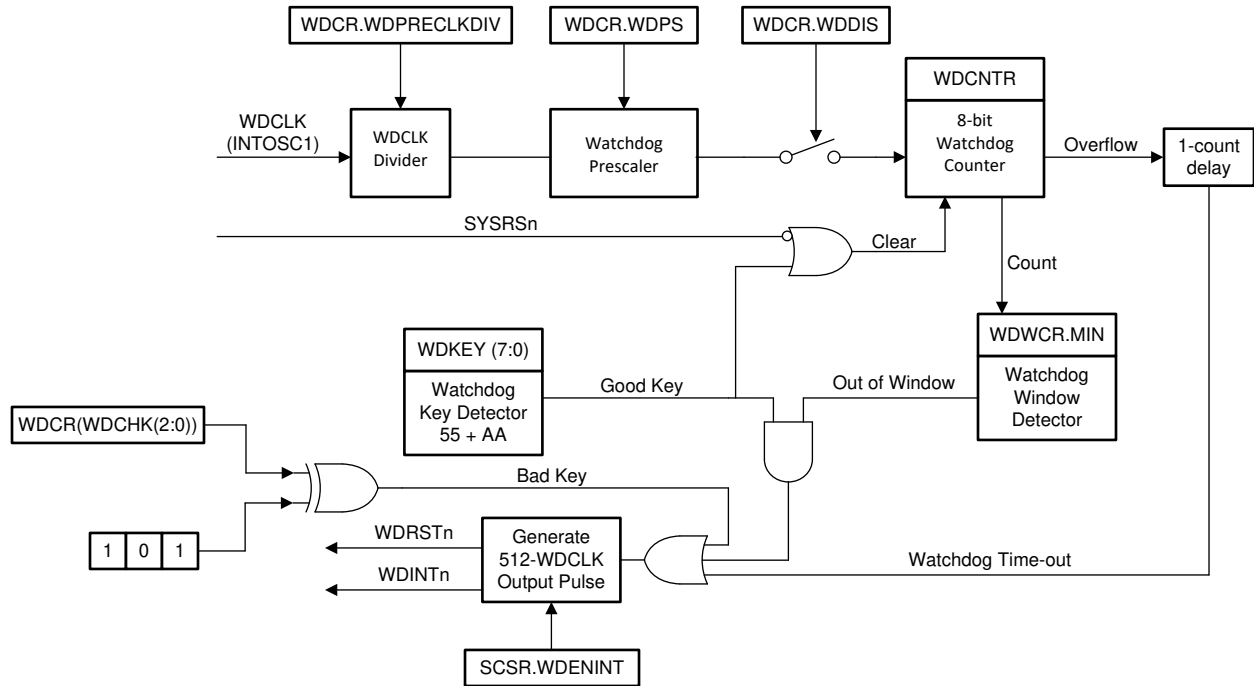 WDCR.WDPRECLKDIV
WDCR.WDPS
WDCR.WDDIS
WDCLK
(INTOSC1)
WDCLK
Divider
Watchdog
Prescaler
WDCNTR
8-bit
Watchdog
Counter
Overflow
1-count
delay
SYSRSn
Clear
Count
WDKEY (7:0)
Watchdog
Key Detector
55 + AA
Good Key
Out of Window
WDWCR.MIN
Watchdog
Window
Detector
WDCR(WDCHK(2:0))
Bad Key
1 0 1
WDRSTn
WDINTn
Generate
512-WDCLK
Output Pulse
Watchdog Time-out
SCSR.WDENINT